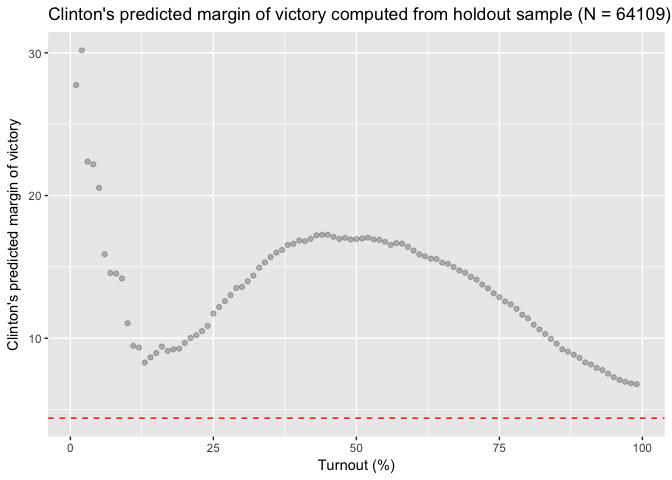 Clinton's predicted margin of victory computed from holdout sample (N = 64109)
Clinton's predicted margin of victory
30
20
10
0
25
50
75
100
Turnout (%)